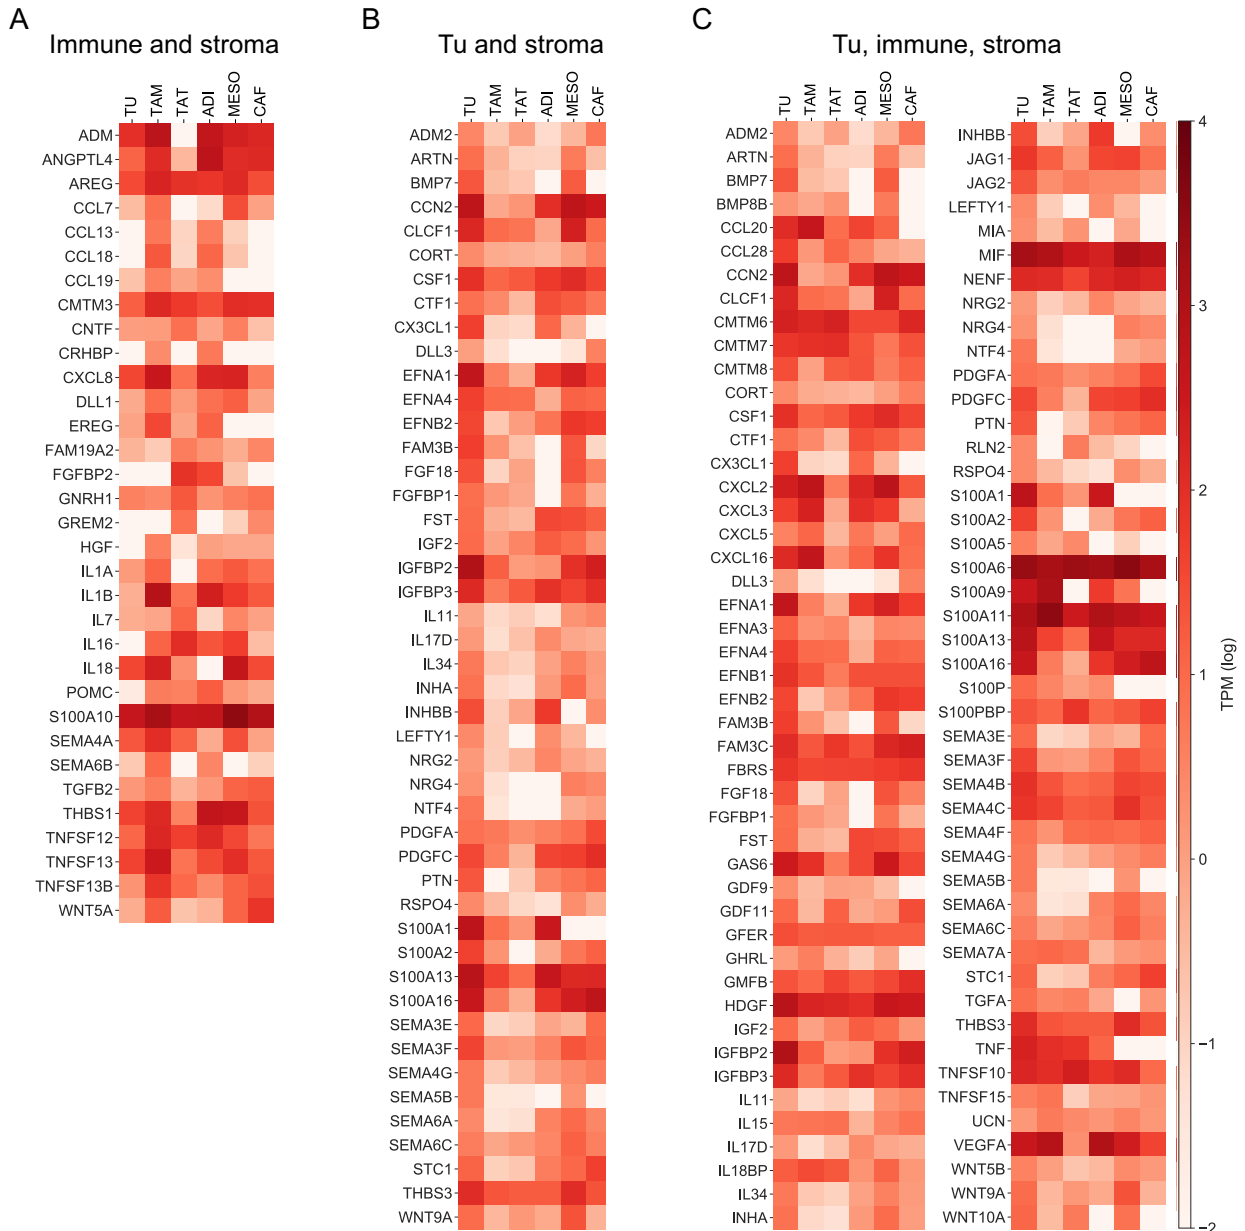 A
Immune and stroma
TU
TAM
TAT
ADI
MESO
CAF
ADM
ANGPTL4
AREG
CCL7
CCL13
CCL18
CCL19
CMTM3
CNTF
CRHBP
CXCL8
DLL1
EREG
FAM19A2
FGFBP2
GNRH1
GREM2
HGF
IL1A
IL1B
IL7
IL16
IL18
POMC
S100A10
SEMA4A
SEMA6B
TGFB2
THBS1
TNFSF12
TNFSF13
TNFSF13B
WNT5A
B
Tu and stroma
TU
TAM
TAT
ADI
MESO
CAF
ADM2
ARTN
BMP7
CCN2
CLCF1
CORT
CSF1
CTF1
CX3CL1
DLL3
EFNA1
EFNA4
EFNB2
FAM3B
FGF18
FGFBP1
FST
IGF2
IGFBP2
IGFBP3
IL11
IL17D
IL34
INHA
INHBB
LEFTY1
NRG2
NRG4
NTF4
PDGFA
PDGFC
PTN
RSPO4
S100A1
S100A2
S100A13
S100A16
SEMA3E
SEMA3F
SEMA4G
SEMA5B
SEMA6A
SEMA6C
STC1
THBS3
WNT9A
C
Tu, immune, stroma
TU
TAM
TAT
ADI
MESO
CAF
ADM2
ARTN
BMP7
BMP8B
CCL20
CCL28
CCN2
CLCF1
CMTM6
CMTM7
CMTM8
CORT
CSF1
CTF1
CX3CL1
CXCL2
CXCL3
CXCL5
CXCL16
DLL3
EFNA1
EFNA3
EFNA4
EFNB1
EFNB2
FAM3B
FAM3C
FBRS
FGF18
FGFBP1
FST
GAS6
GDF9
GDF11
GFER
GHRL
GMFB
HDGF
IGF2
IGFBP2
IGFBP3
IL11
IL15
IL17D
IL18BP
IL34
INHA
TU
TAM
TAT
ADI
MESO
CAF
INHBB
JAG1
JAG2
LEFTY1
MIA
MIF
NENF
NRG2
NRG4
NTF4
PDGFA
PDGFC
PTN
RLN2
RSPO4
S100A1
S100A2
S100A5
S100A6
S100A9
S100A11
S100A13
S100A16
S100P
S100PBP
SEMA3E
SEMA3F
SEMA4B
SEMA4C
SEMA4F
SEMA4G
SEMA5B
SEMA6A
SEMA6C
SEMA7A
STC1
TGFA
THBS3
TNF
TNFSF10
TNFSF15
UCN
VEGFA
WNT5B
WNT9A
WNT10A
4
3
2
1
0
−1
−2
TPM (log)